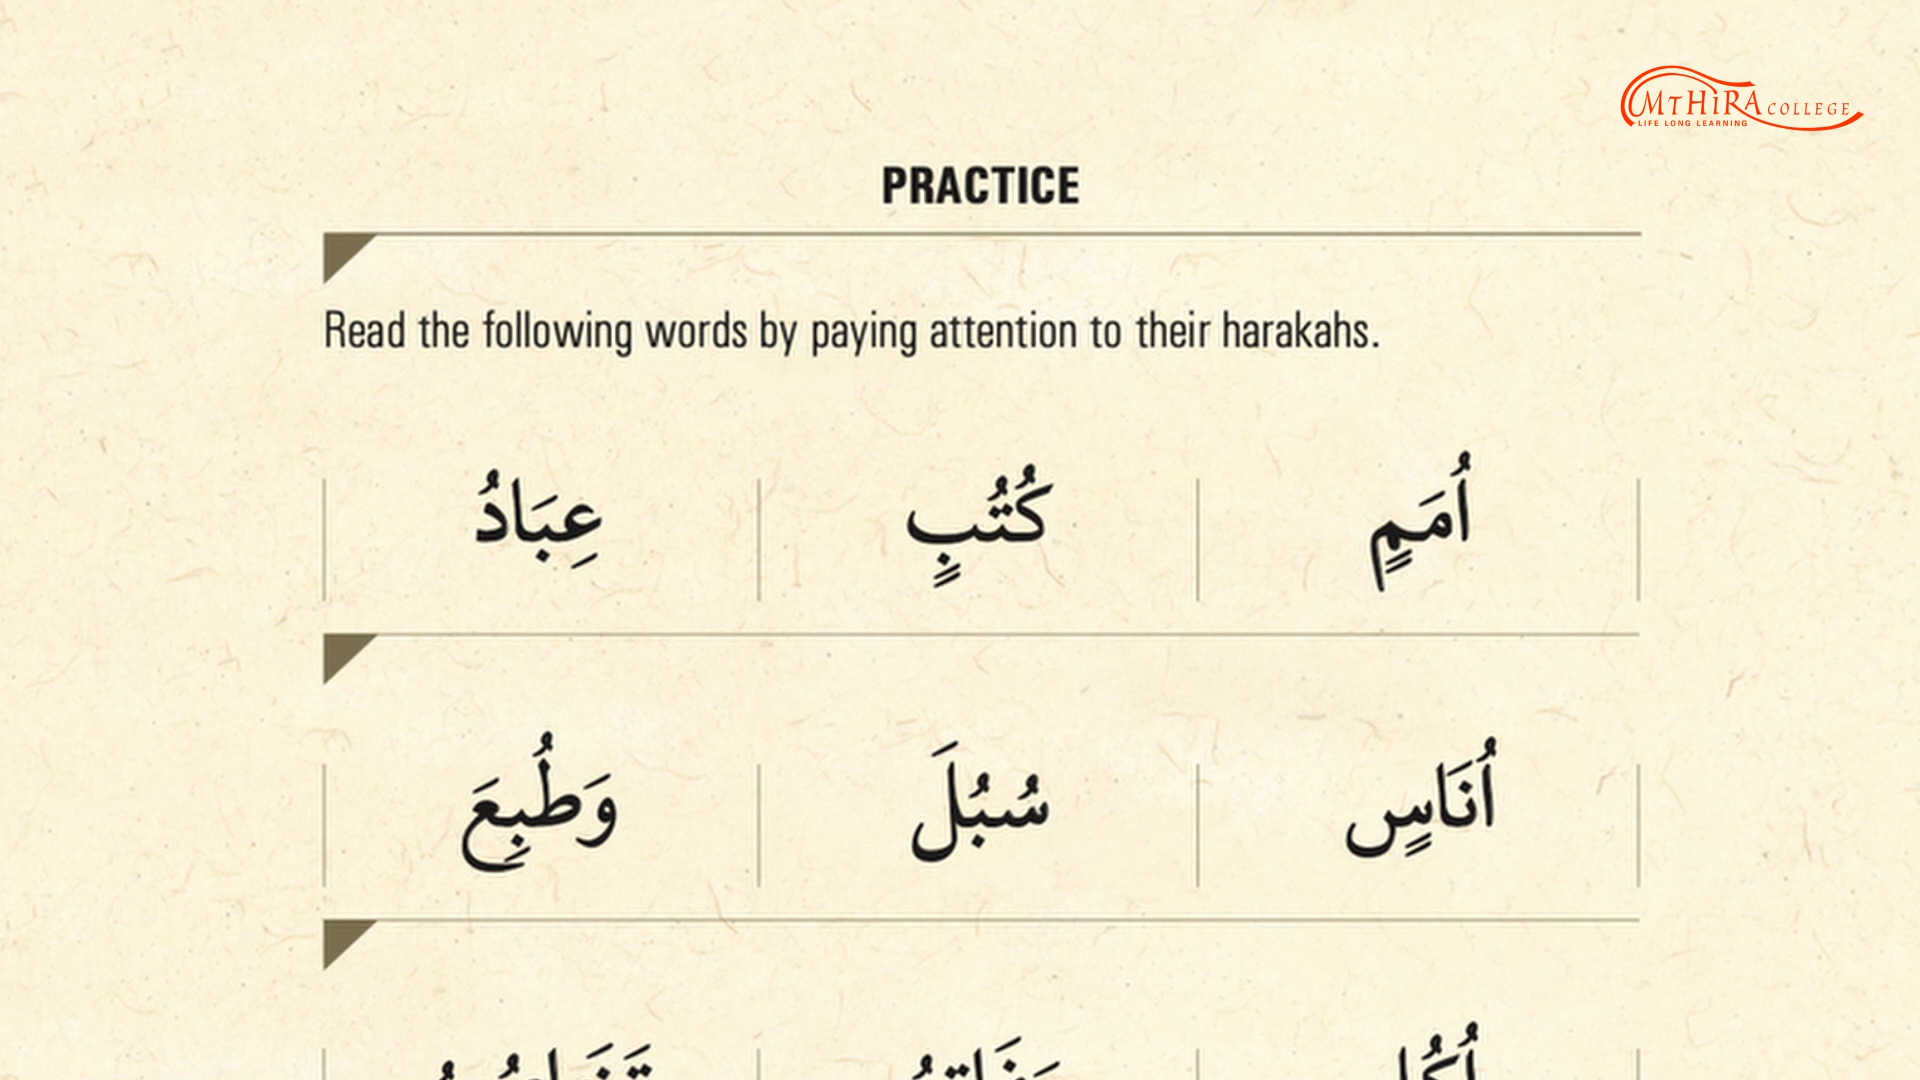 MTHiRA COLLEGE
LIFE LONG LEARNING
PRACTICE
Read the following words by paying attention to their harakahs.
اُمَمٍ كُتُبٍ عِبَادُ
اُنَاسٍ سُبُلَ وَطُبِعَ